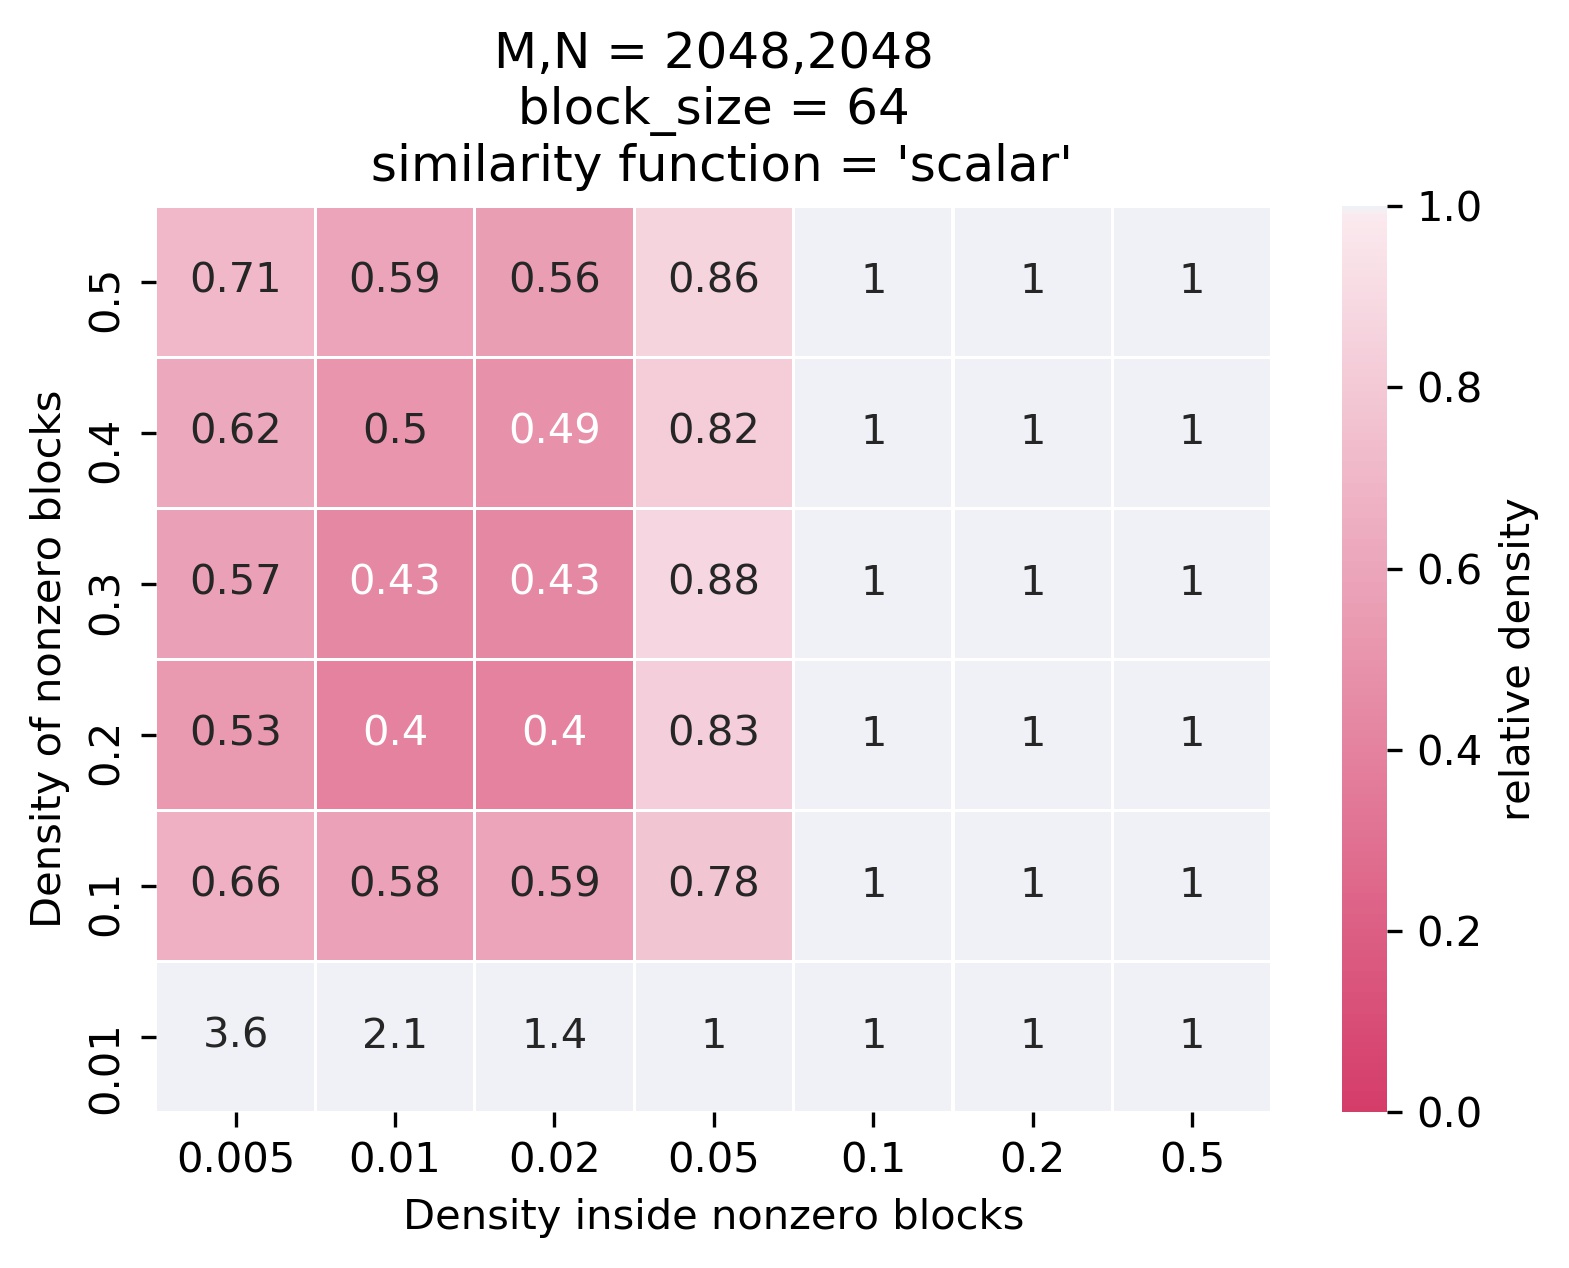 M,N = 2048,2048
block_size = 64
similarity function = 'scalar'
Density of nonzero blocks
0.5 0.71 0.59 0.56 0.86 1 1 1
0.4 0.62 0.5 0.49 0.82 1 1 1
0.3 0.57 0.43 0.43 0.88 1 1 1
0.2 0.53 0.4 0.4 0.83 1 1 1
0.1 0.66 0.58 0.59 0.78 1 1 1
0.01 3.6 2.1 1.4 1 1 1 1
0.005 0.01 0.02 0.05 0.1 0.2 0.5
Density inside nonzero blocks
1.0
0.8
0.6
0.4
0.2
0.0
relative density